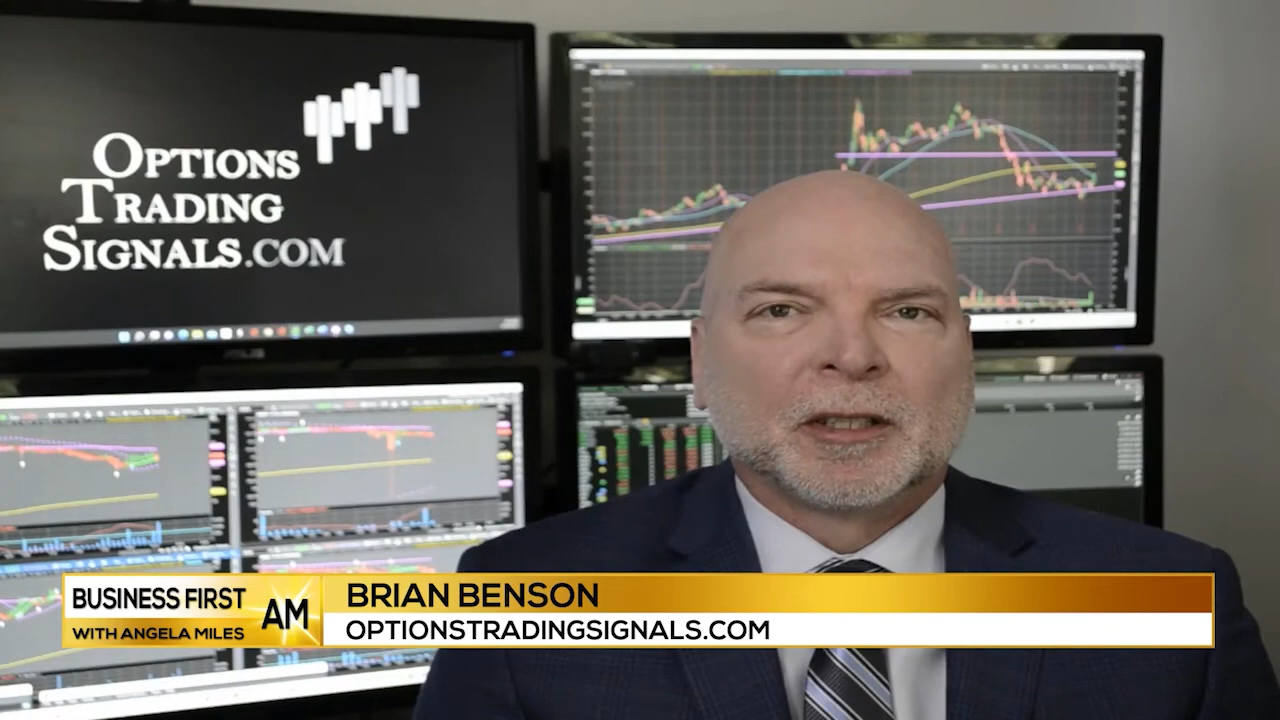 OPTIONS
TRADING
SIGNALS.COM
BUSINESS FIRST
AM
WITH ANGELA MILES
BRIAN BENSON
OPTIONSTRADINGSIGNALS.COM